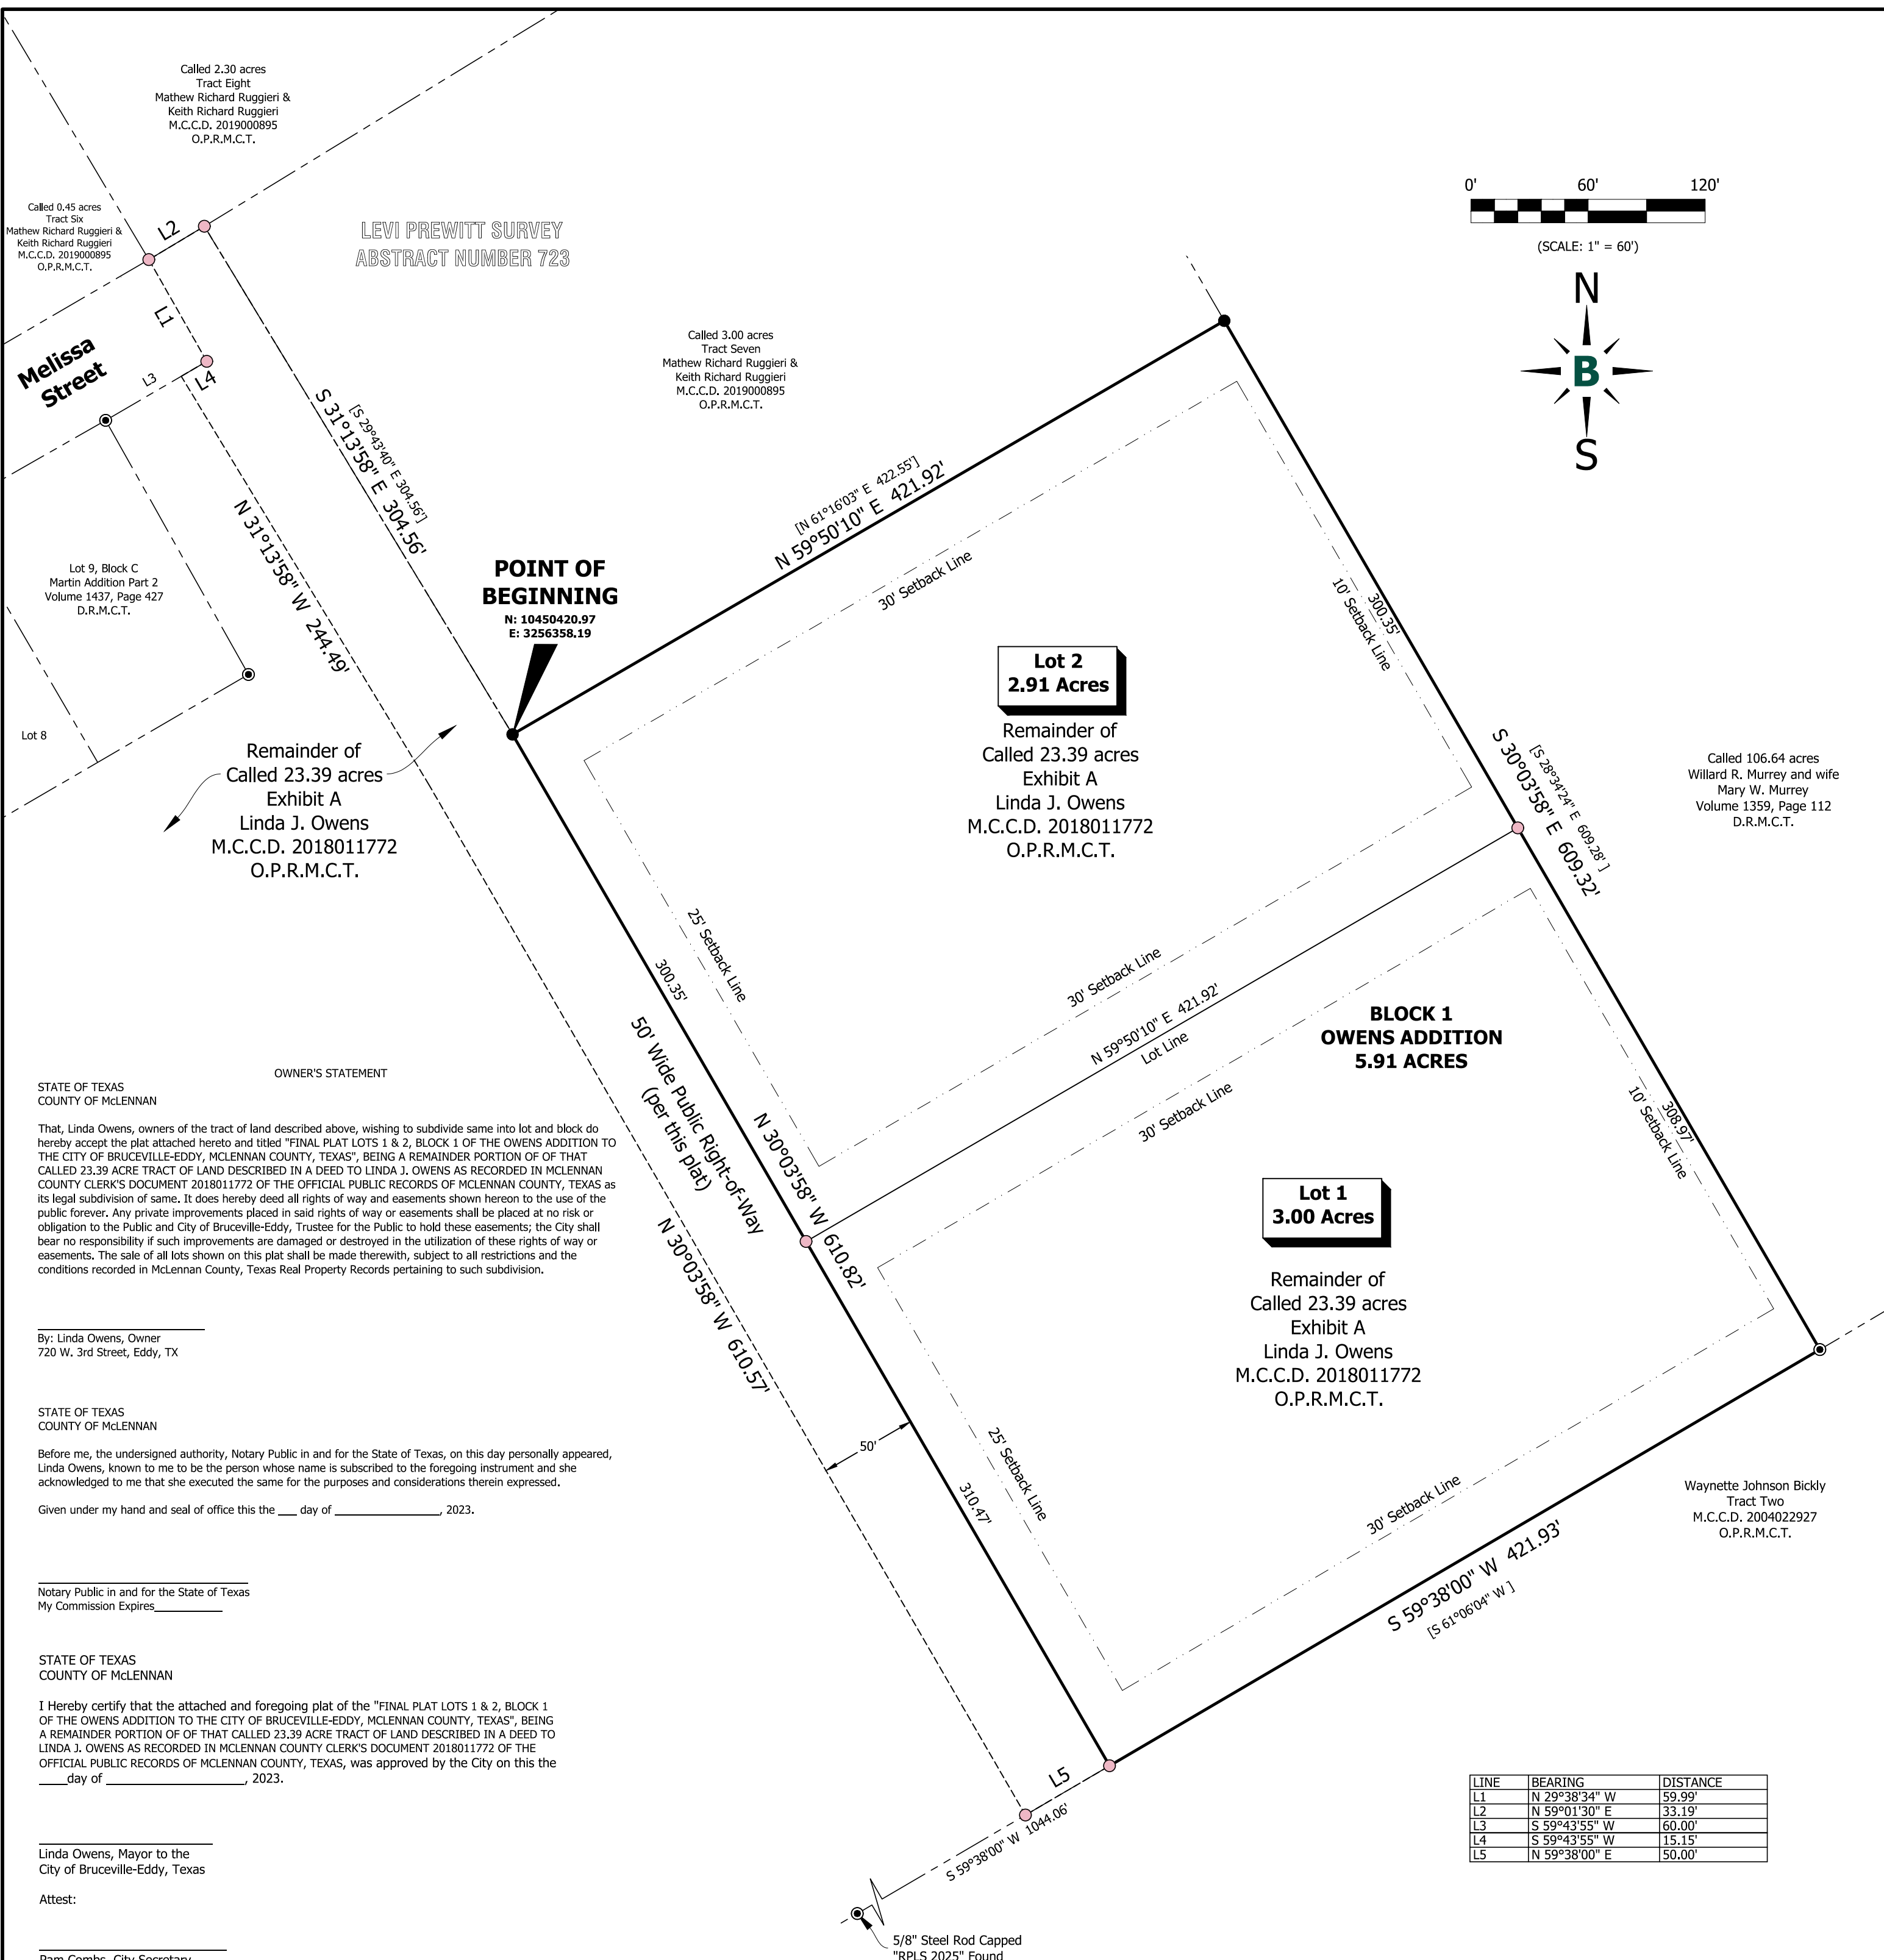 Called 2.30 acres
Tract Eight
Mathew Richard Ruggieri &
Keith Richard Ruggieri
M.C.C.D. 2019000895
O.P.R.M.C.T.
Called 0.45 acres
Tract Six
Mathew Richard Ruggieri &
Keith Richard Ruggieri
M.C.C.D. 2019000895
O.P.R.M.C.T.
L2
L1
L3
L4
Melissa
Street
LEVI PREWITT SURVEY
ABSTRACT NUMBER 723
0' 60' 120'
(SCALE: 1" = 60')
N
B
S
Called 3.00 acres
Tract Seven
Mathew Richard Ruggieri &
Keith Richard Ruggieri
M.C.C.D. 2019000895
O.P.R.M.C.T.
[S 29°43'40" E 304.56']
S 31°13'58" E 304.56'
N 31°13'58" W 244.49'
[N 61°16'03" E 422.55']
N 59°50'10" E 421.92'
30' Setback Line
10' Setback Line
300.35'
Lot 9, Block C
Martin Addition Part 2
Volume 1437, Page 427
D.R.M.C.T.
Lot 8
POINT OF
BEGINNING
N: 10450420.97
E: 3256358.19
Lot 2
2.91 Acres
Remainder of
Called 23.39 acres
Exhibit A
Linda J. Owens
M.C.C.D. 2018011772
O.P.R.M.C.T.
Remainder of
Called 23.39 acres
Exhibit A
Linda J. Owens
M.C.C.D. 2018011772
O.P.R.M.C.T.
[S 28°34'24" E 609.28' ]
S 30°03'58" E 609.32'
Called 106.64 acres
Willard R. Murrey and wife
Mary W. Murrey
Volume 1359, Page 112
D.R.M.C.T.
25' Setback Line
300.35'
30' Setback Line
N 59°50'10" E 421.92'
Lot Line
30' Setback Line
BLOCK 1
OWENS ADDITION
5.91 ACRES
10' Setback Line
308.97'
50' Wide Public Right-of-Way
(per this plat)
N 30°03'58" W 610.82'
N 30°03'58" W 610.57'
Lot 1
3.00 Acres
Remainder of
Called 23.39 acres
Exhibit A
Linda J. Owens
M.C.C.D. 2018011772
O.P.R.M.C.T.
50'
310.47'
25' Setback Line
30' Setback Line
S 59°38'00" W 421.93'
[S 61°06'04" W ]
Waynette Johnson Bickly
Tract Two
M.C.C.D. 2004022927
O.P.R.M.C.T.
L5
S 59°38'00" W 1044.06'
5/8" Steel Rod Capped
"RPLS 2025" Found
LINE BEARING DISTANCE
L1 N 29°38'34" W 59.99'
L2 N 59°01'30" E 33.19'
L3 S 59°43'55" W 60.00'
L4 S 59°43'55" W 15.15'
L5 N 59°38'00" E 50.00'
OWNER'S STATEMENT
STATE OF TEXAS
COUNTY OF McLENNAN
That, Linda Owens, owners of the tract of land described above, wishing to subdivide same into lot and block do
hereby accept the plat attached hereto and titled "FINAL PLAT LOTS 1 & 2, BLOCK 1 OF THE OWENS ADDITION TO
THE CITY OF BRUCEVILLE-EDDY, MCLENNAN COUNTY, TEXAS", BEING A REMAINDER PORTION OF OF THAT
CALLED 23.39 ACRE TRACT OF LAND DESCRIBED IN A DEED TO LINDA J. OWENS AS RECORDED IN MCLENNAN
COUNTY CLERK'S DOCUMENT 2018011772 OF THE OFFICIAL PUBLIC RECORDS OF MCLENNAN COUNTY, TEXAS as
its legal subdivision of same. It does hereby deed all rights of way and easements shown hereon to the use of the
public forever. Any private improvements placed in said rights of way or easements shall be placed at no risk or
obligation to the Public and City of Bruceville-Eddy, Trustee for the Public to hold these easements; the City shall
bear no responsibility if such improvements are damaged or destroyed in the utilization of these rights of way or
easements. The sale of all lots shown on this plat shall be made therewith, subject to all restrictions and the
conditions recorded in McLennan County, Texas Real Property Records pertaining to such subdivision.
By: Linda Owens, Owner
720 W. 3rd Street, Eddy, TX
STATE OF TEXAS
COUNTY OF McLENNAN
Before me, the undersigned authority, Notary Public in and for the State of Texas, on this day personally appeared,
Linda Owens, known to me to be the person whose name is subscribed to the foregoing instrument and she
acknowledged to me that she executed the same for the purposes and considerations therein expressed.
Given under my hand and seal of office this the ___ day of _________________, 2023.
Notary Public in and for the State of Texas
My Commission Expires___________
STATE OF TEXAS
COUNTY OF McLENNAN
I Hereby certify that the attached and foregoing plat of the "FINAL PLAT LOTS 1 & 2, BLOCK 1
OF THE OWENS ADDITION TO THE CITY OF BRUCEVILLE-EDDY, MCLENNAN COUNTY, TEXAS", BEING
A REMAINDER PORTION OF OF THAT CALLED 23.39 ACRE TRACT OF LAND DESCRIBED IN A DEED TO
LINDA J. OWENS AS RECORDED IN MCLENNAN COUNTY CLERK'S DOCUMENT 2018011772 OF THE
OFFICIAL PUBLIC RECORDS OF MCLENNAN COUNTY, TEXAS, was approved by the City on this the
____day of ____________________, 2023.
Linda Owens, Mayor to the
City of Bruceville-Eddy, Texas
Attest:
Pam Combs, City Secretary